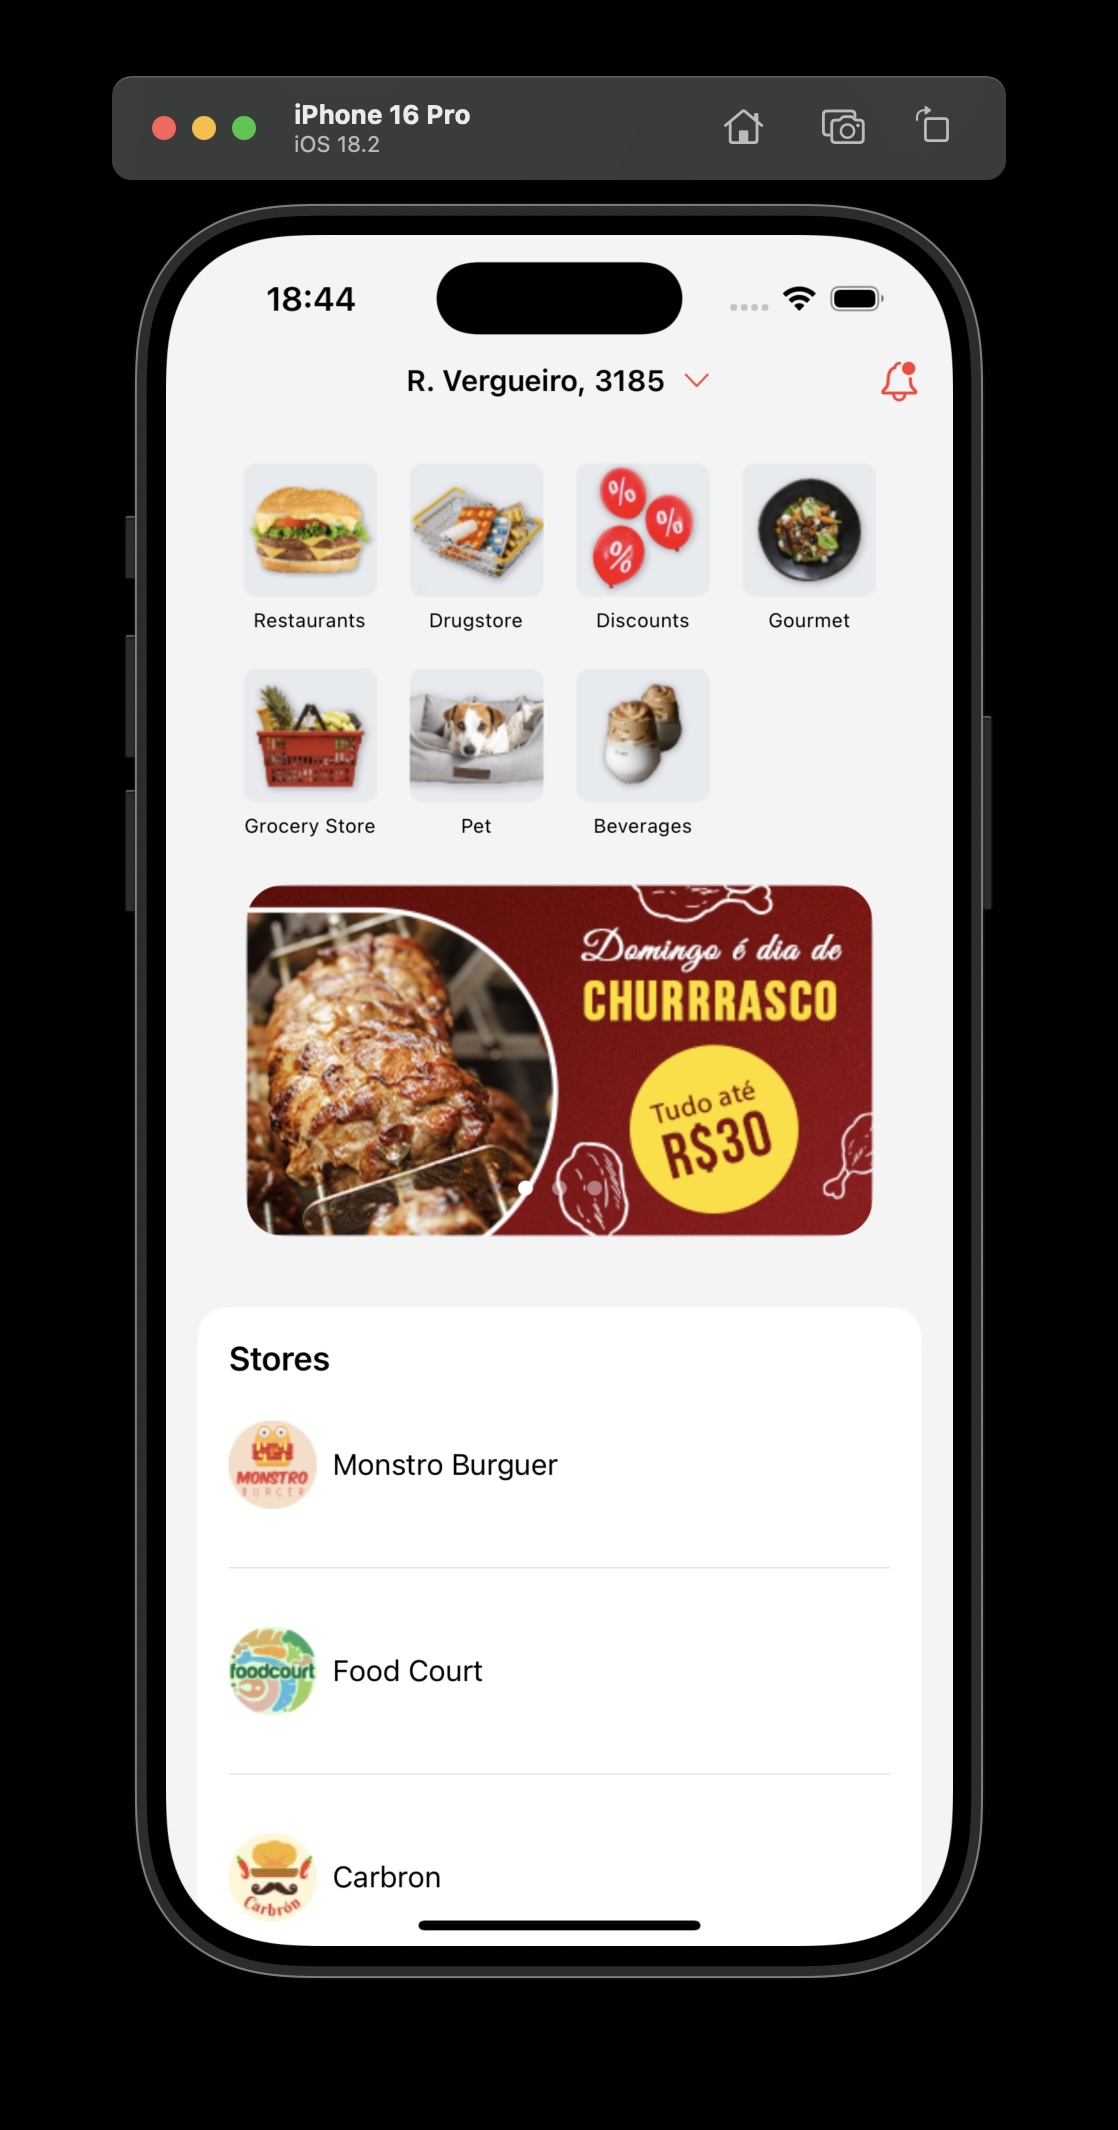 iPhone 16 Pro
iOS 18.2
18:44
R. Vergueiro, 3185
Restaurants
Drugstore
Discounts
Gourmet
%
%
%
Grocery Store
Pet
Beverages
Domingo é dia de
CHURRRASCO
Tudo até
R$30
Stores
MONSTRO
BURGER
Monstro Burguer
foodcourt
Food Court
Carbrón
Carbron